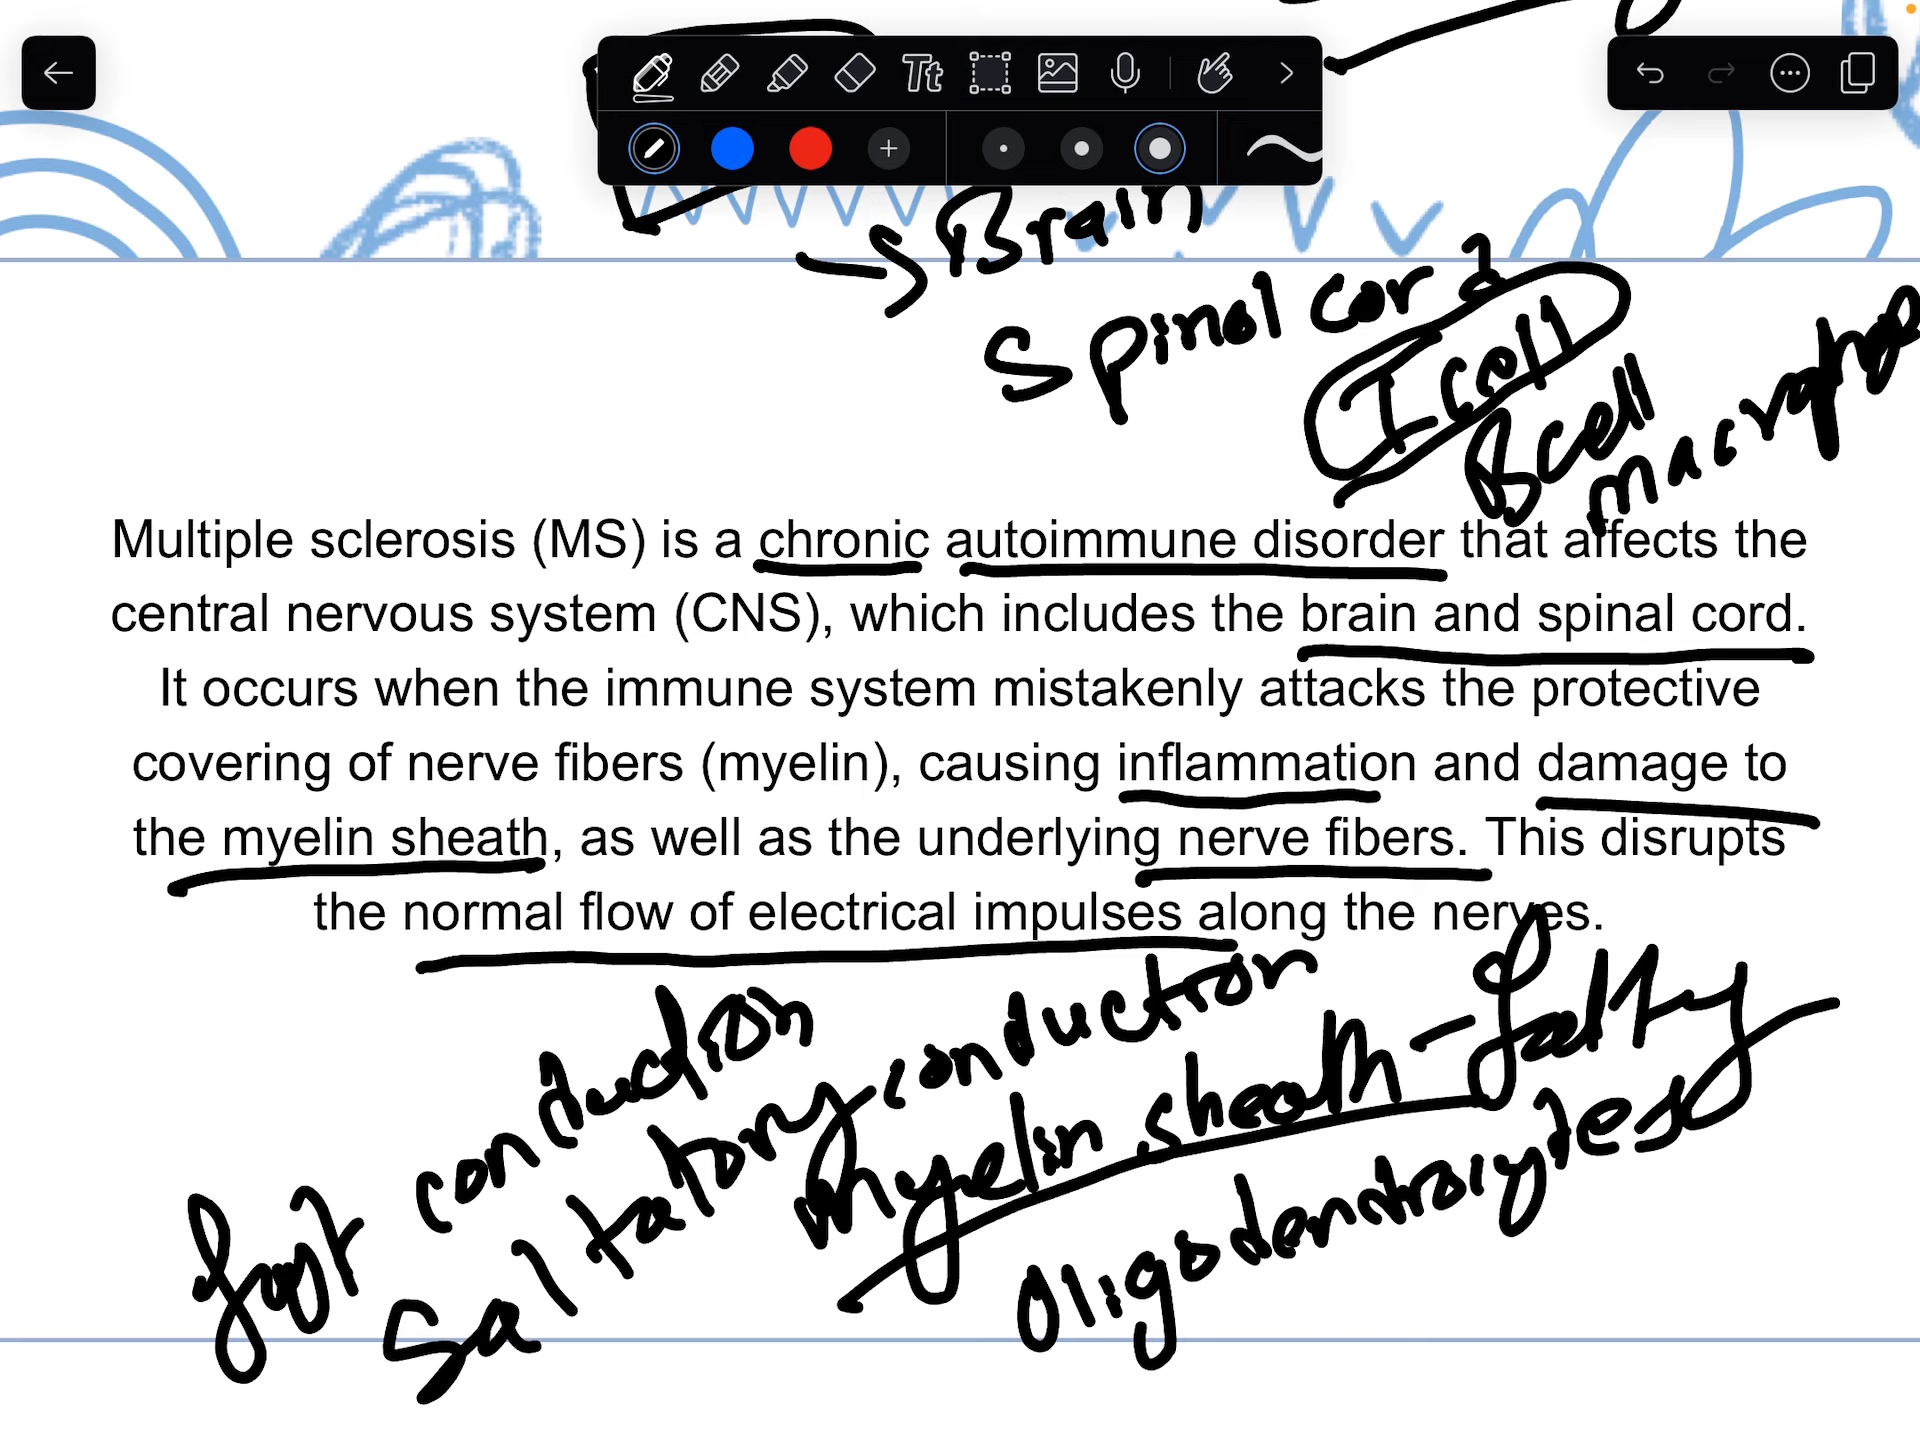 Tt
→ Brain
Spinal cord
T cell
B cell
macrophage
Multiple sclerosis (MS) is a chronic autoimmune disorder that affects the
central nervous system (CNS), which includes the brain and spinal cord.
It occurs when the immune system mistakenly attacks the protective
covering of nerve fibers (myelin), causing inflammation and damage to
the myelin sheath, as well as the underlying nerve fibers. This disrupts
the normal flow of electrical impulses along the nerves.
fast conduction
Saltatory conduction
myelin sheath - fatty
Oligodentrocytes